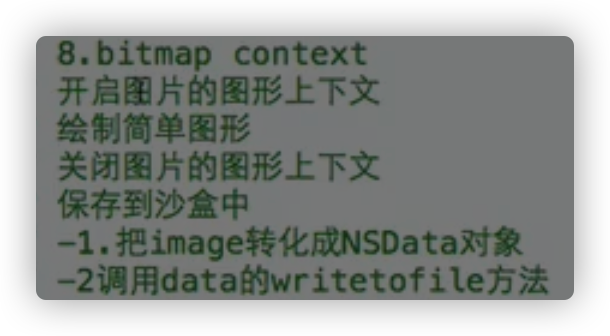 8.bitmap context
开启图片的图形上下文
绘制简单图形
关闭图片的图形上下文
保存到沙盒中
-1.把image转化成NSData对象
-2调用data的writetofile方法